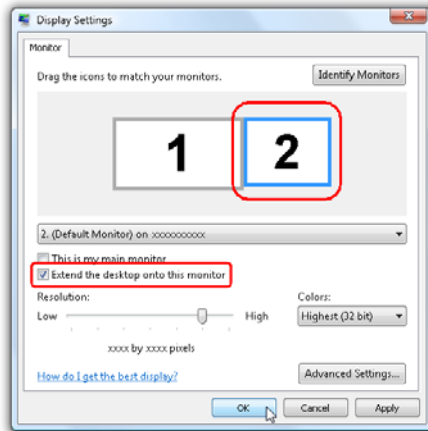 Display Settings
Monitor
Drag the icons to match your monitors.
Identify Monitors
1
2
2. (Default Monitor) on xxxxxxxxxx
This is my main monitor
Extend the desktop onto this monitor
Resolution:
Colors:
Low
High
Highest (32 bit)
xxxx by xxxx pixels
How do I get the best display?
Advanced Settings...
OK
Cancel
Apply